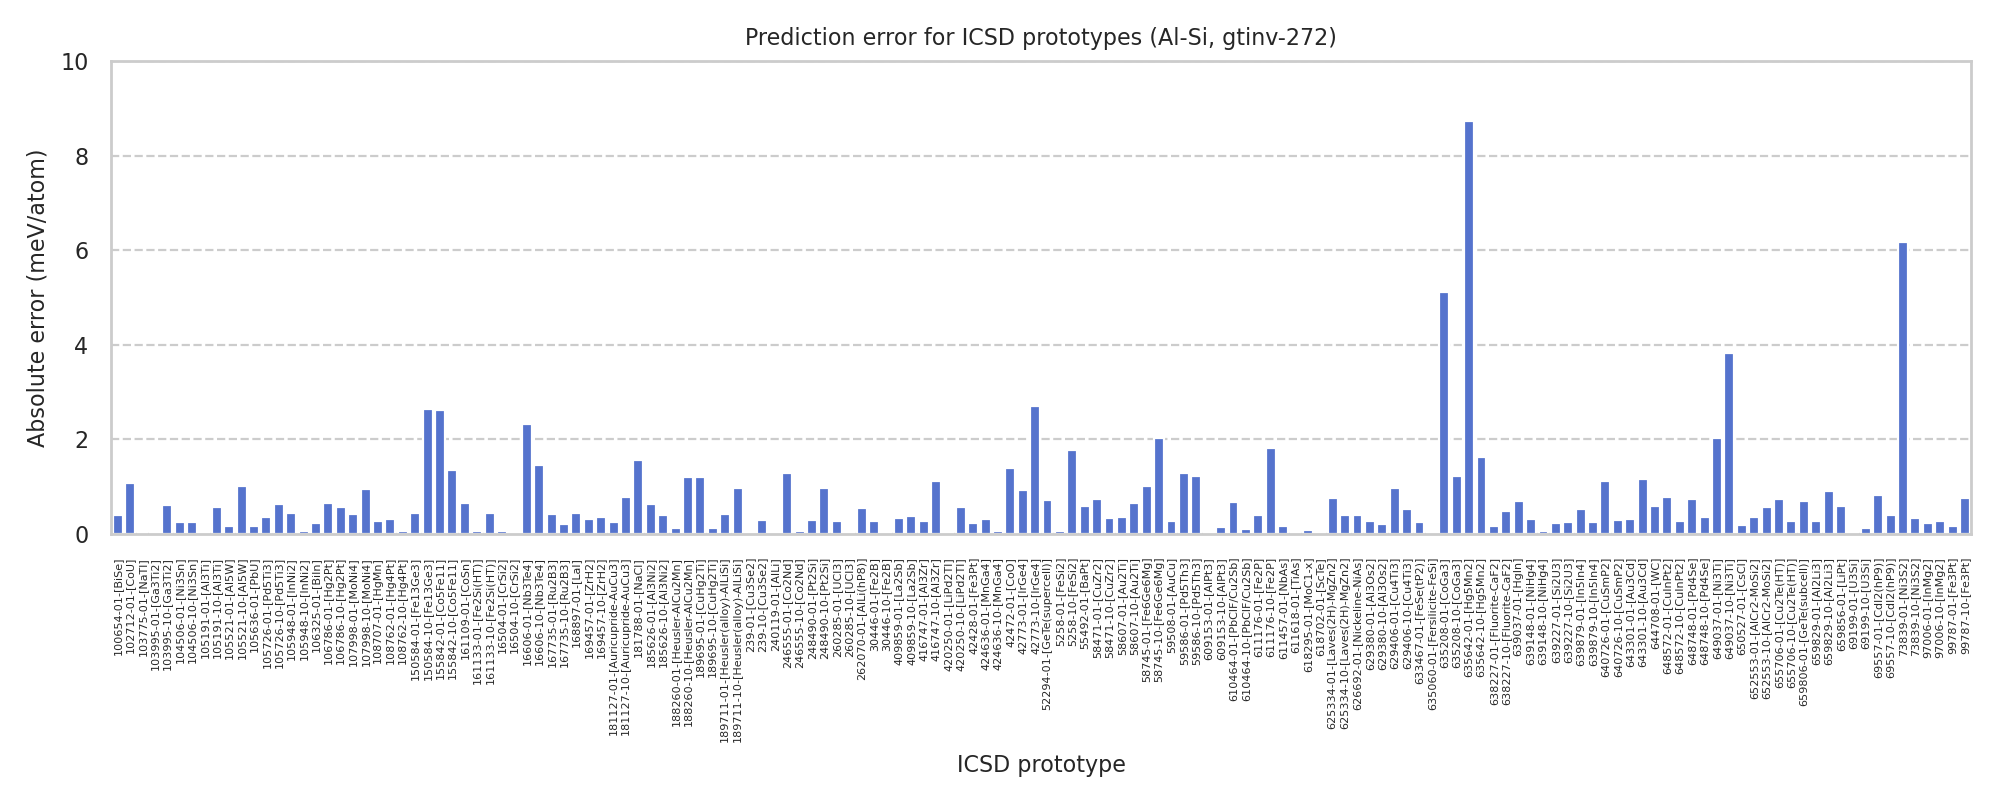 Prediction error for ICSD prototypes (Al-Si, gtinv-272)
Absolute error (meV/atom)
10
8
6
4
2
0
100654-01-[BiSe]
102712-01-[CoU]
103775-01-[NaTl]
103995-01-[Ga3Ti2]
103995-10-[Ga3Ti2]
104506-01-[Ni3Sn]
104506-10-[Ni3Sn]
105191-01-[Al3Ti]
105191-10-[Al3Ti]
105521-01-[Al5W]
105521-10-[Al5W]
105636-01-[PbU]
105726-01-[Pd5Ti3]
105726-10-[Pd5Ti3]
105948-01-[InNi2]
105948-10-[InNi2]
106325-01-[BiIn]
106786-01-[Hg2Pt]
106786-10-[Hg2Pt]
107998-01-[MoNi4]
107998-10-[MoNi4]
108707-01-[HgMn]
108762-01-[Hg4Pt]
108762-10-[Hg4Pt]
150584-01-[Fe13Ge3]
150584-10-[Fe13Ge3]
155842-01-[Co5Fe11]
155842-10-[Co5Fe11]
161109-01-[CoSn]
161133-01-[Fe2Si(HT)]
161133-10-[Fe2Si(HT)]
16504-01-[CrSi2]
16504-10-[CrSi2]
16606-01-[Nb3Te4]
16606-10-[Nb3Te4]
167735-01-[Ru2B3]
167735-10-[Ru2B3]
168897-01-[LaI]
169457-01-[ZrH2]
169457-10-[ZrH2]
181127-01-[Auricupride-AuCu3]
181127-10-[Auricupride-AuCu3]
181788-01-[NaCl]
185626-01-[Al3Ni2]
185626-10-[Al3Ni2]
188260-01-[Heusler-AlCu2Mn]
188260-10-[Heusler-AlCu2Mn]
189695-01-[CuHg2Ti]
189695-10-[CuHg2Ti]
189711-01-[Heusler(alloy)-AlLiSi]
189711-10-[Heusler(alloy)-AlLiSi]
239-01-[Cu3Se2]
239-10-[Cu3Se2]
240119-01-[AlLi]
246555-01-[Co2Nd]
246555-10-[Co2Nd]
248490-01-[Pt2Si]
248490-10-[Pt2Si]
260285-01-[UCl3]
260285-10-[UCl3]
262070-01-[AlLi(hP8)]
30446-01-[Fe2B]
30446-10-[Fe2B]
409859-01-[La2Sb]
409859-10-[La2Sb]
416747-01-[Al3Zr]
416747-10-[Al3Zr]
420250-01-[LiPd2Tl]
420250-10-[LiPd2Tl]
42428-01-[Fe3Pt]
424636-01-[MnGa4]
424636-10-[MnGa4]
42472-01-[CoO]
42773-01-[IrGe4]
42773-10-[IrGe4]
52294-01-[GeTe(supercell)]
5258-01-[FeSi2]
5258-10-[FeSi2]
55492-01-[BaPt]
58471-01-[CuZr2]
58471-10-[CuZr2]
58607-01-[Au2Ti]
58607-10-[Au2Ti]
58745-01-[Fe6Ge6Mg]
58745-10-[Fe6Ge6Mg]
59508-01-[AuCu]
59586-01-[Pd5Th3]
59586-10-[Pd5Th3]
609153-01-[AlPt3]
609153-10-[AlPt3]
610464-01-[PbClF/Cu2Sb]
610464-10-[PbClF/Cu2Sb]
611176-01-[Fe2P]
611176-10-[Fe2P]
611457-01-[NbAs]
611618-01-[TiAs]
618295-01-[MoC1-x]
618702-01-[ScTe]
625334-01-[Laves(2H)-MgZn2]
625334-10-[Laves(2H)-MgZn2]
626692-01-[Nickeline-NiAs]
629380-01-[Al3Os2]
629380-10-[Al3Os2]
629406-01-[Cu4Ti3]
629406-10-[Cu4Ti3]
633467-01-[FeSe(tP2)]
635060-01-[Fersilicite-FeSi]
635208-01-[CoGa3]
635208-10-[CoGa3]
635642-01-[Hg5Mn2]
635642-10-[Hg5Mn2]
638227-01-[Fluorite-CaF2]
638227-10-[Fluorite-CaF2]
639037-01-[HgIn]
639148-01-[NiHg4]
639148-10-[NiHg4]
639227-01-[Si2U3]
639227-10-[Si2U3]
639879-01-[In5In4]
639879-10-[In5In4]
640726-01-[CuSmP2]
640726-10-[CuSmP2]
643301-01-[Au3Cd]
643301-10-[Au3Cd]
644708-01-[WC]
648572-01-[CuInPt2]
648572-10-[CuInPt2]
648748-01-[Pd4Se]
648748-10-[Pd4Se]
649037-01-[Ni3Ti]
649037-10-[Ni3Ti]
650527-01-[CsCl]
652553-01-[AlCr2-MoSi2]
652553-10-[AlCr2-MoSi2]
655706-01-[Cu2Te(HT)]
655706-10-[Cu2Te(HT)]
659806-01-[GeTe(subcell)]
659829-01-[Al2Li3]
659829-10-[Al2Li3]
659856-01-[LiPt]
69199-01-[U3Si]
69199-10-[U3Si]
69557-01-[CdI2(hP9)]
69557-10-[CdI2(hP9)]
73839-01-[Ni3S2]
73839-10-[Ni3S2]
97006-01-[InMg2]
97006-10-[InMg2]
99787-01-[Fe3Pt]
99787-10-[Fe3Pt]
ICSD prototype